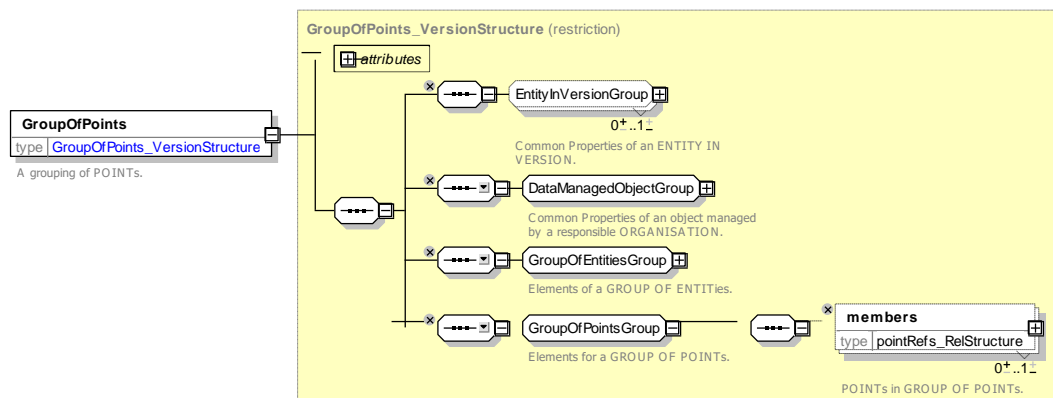 GroupOfPoints_VersionStructure (restriction)
attributes
EntityInVersionGroup
0..1
Common Properties of an ENTITY IN
VERSION.
GroupOfPoints
type GroupOfPoints_VersionStructure
A grouping of POINTs.
DataManagedObjectGroup
Common Properties of an object managed
by a responsible ORGANISATION.
GroupOfEntitiesGroup
Elements of a GROUP OF ENTITies.
GroupOfPointsGroup
Elements for a GROUP OF POINTs.
members
type pointRefs_RelStructure
0..1
POINTs in GROUP OF POINTs.